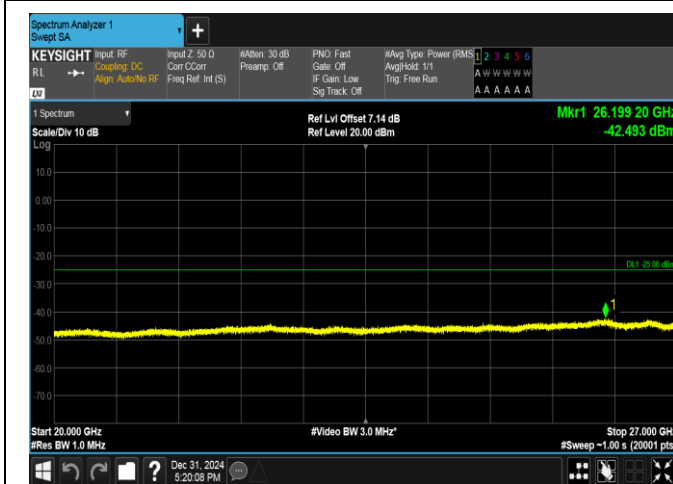 Spectrum Analyzer 1
Swept SA
+
KEYSIGHT Input: RF Input Z: 50 Ω #Atten: 30 dB PNO: Fast #Avg Type: Power (RMS 1 2 3 4 5 6
RL Coupling: DC Corr CCorr Preamp: Off Gate: Off Avg|Hold: 1/1 A W W W W W
Align: Auto/No RF Freq Ref: Int (S) IF Gain: Low Trig: Free Run
LXI Sig Track: Off A A A A A A
1 Spectrum Ref Lvl Offset 7.14 dB Mkr1 26.199 20 GHz
Scale/Div 10 dB Ref Level 20.00 dBm -42.493 dBm
Log
10.0
0.00
-10.0
-20.0
DL1 -25.00 dBm
-30.0
-40.0
1
-50.0
-60.0
-70.0
Start 20.000 GHz #Video BW 3.0 MHz* Stop 27.000 GHz
#Res BW 1.0 MHz #Sweep ~1.00 s (20001 pts
? Dec 31, 2024
5:20:08 PM